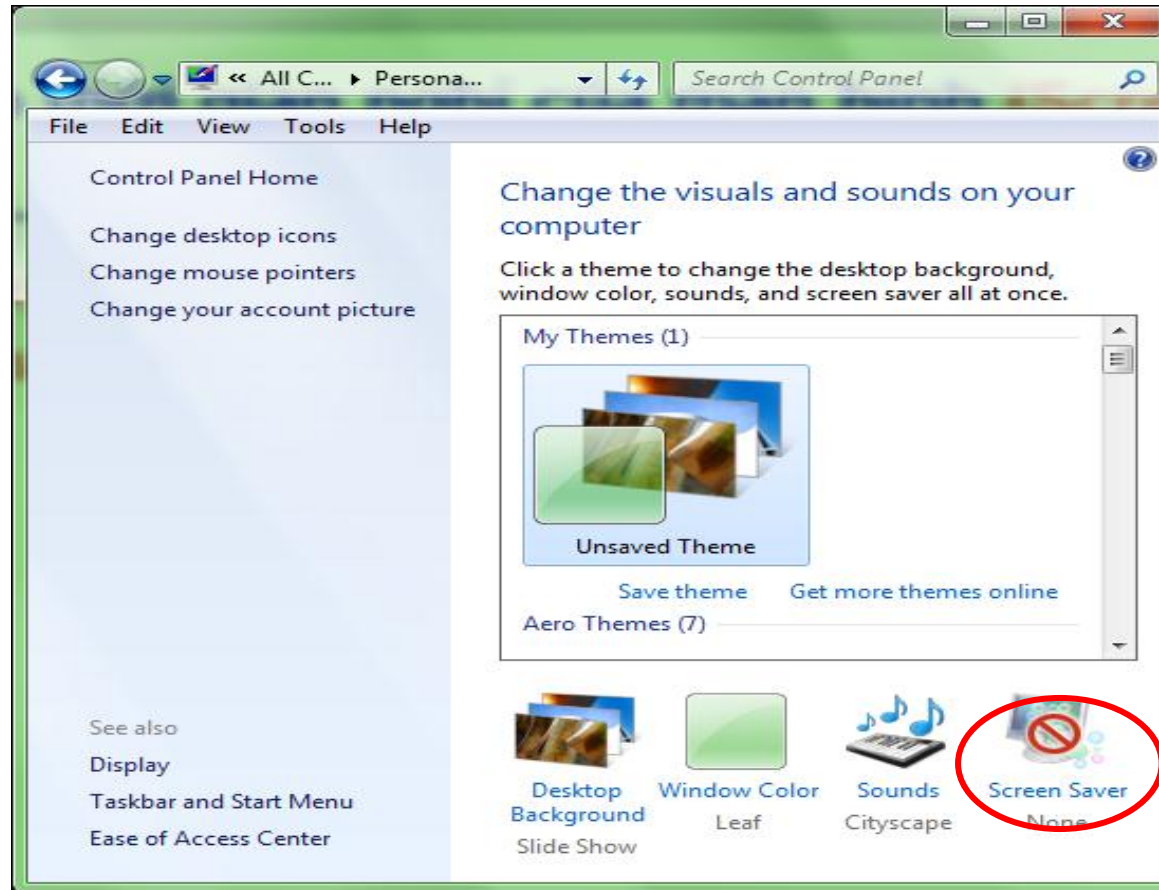 « All C... ▸ Persona...
Search Control Panel
File Edit View Tools Help
Control Panel Home
Change desktop icons
Change mouse pointers
Change your account picture
See also
Display
Taskbar and Start Menu
Ease of Access Center
Change the visuals and sounds on your
computer
Click a theme to change the desktop background,
window color, sounds, and screen saver all at once.
My Themes (1)
Unsaved Theme
Save theme Get more themes online
Aero Themes (7)
Desktop
Background
Slide Show
Window Color
Leaf
Sounds
Cityscape
Screen Saver
None